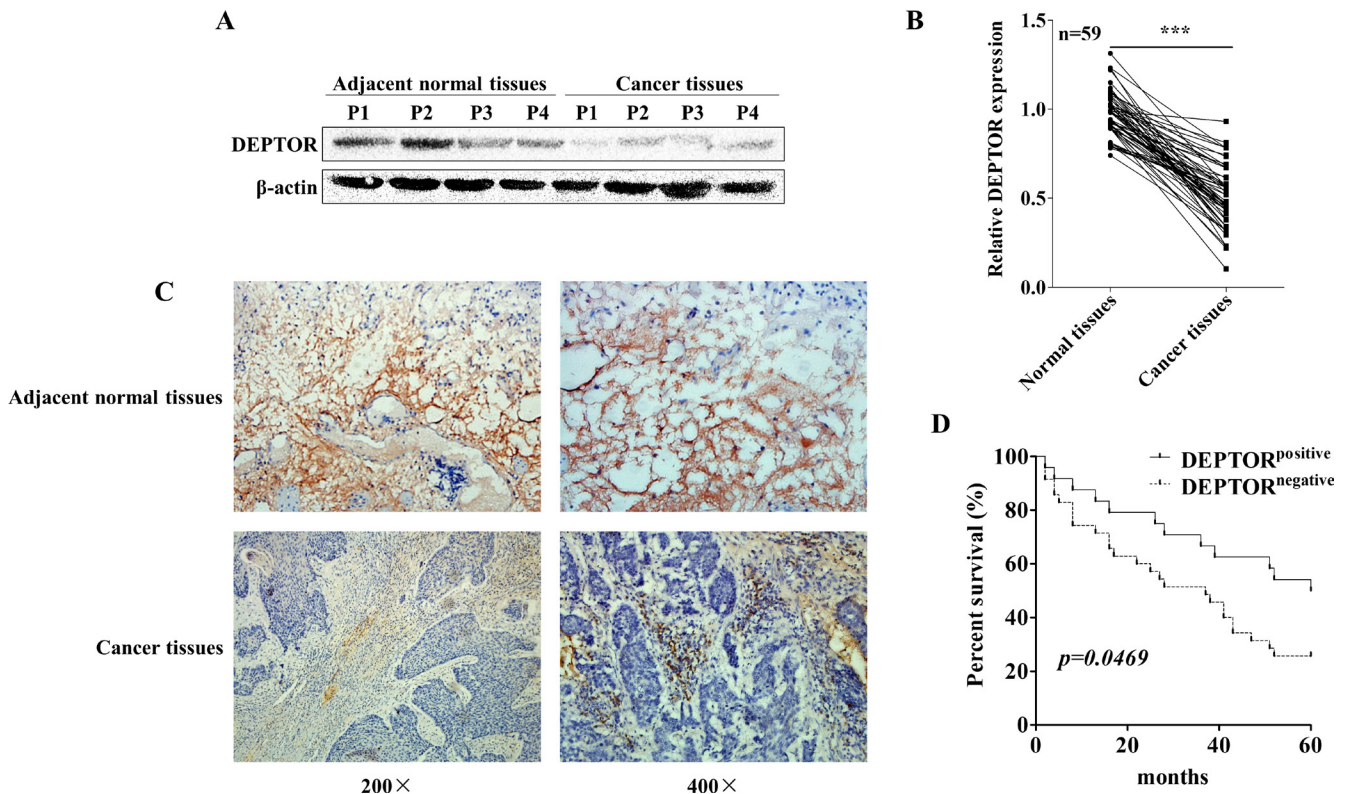 A
Adjacent normal tissues Cancer tissues
P1 P2 P3 P4 P1 P2 P3 P4
DEPTOR
β-actin
B
n=59 ***
Relative DEPTOR expression
1.5
1.0
0.5
0.0
Normal tissues
Cancer tissues
C
Adjacent normal tissues
Cancer tissues
200×
400×
D
DEPTORpositive
DEPTORnegative
Percent survival (%)
100
80
60
40
20
0
p=0.0469
0 20 40 60
months